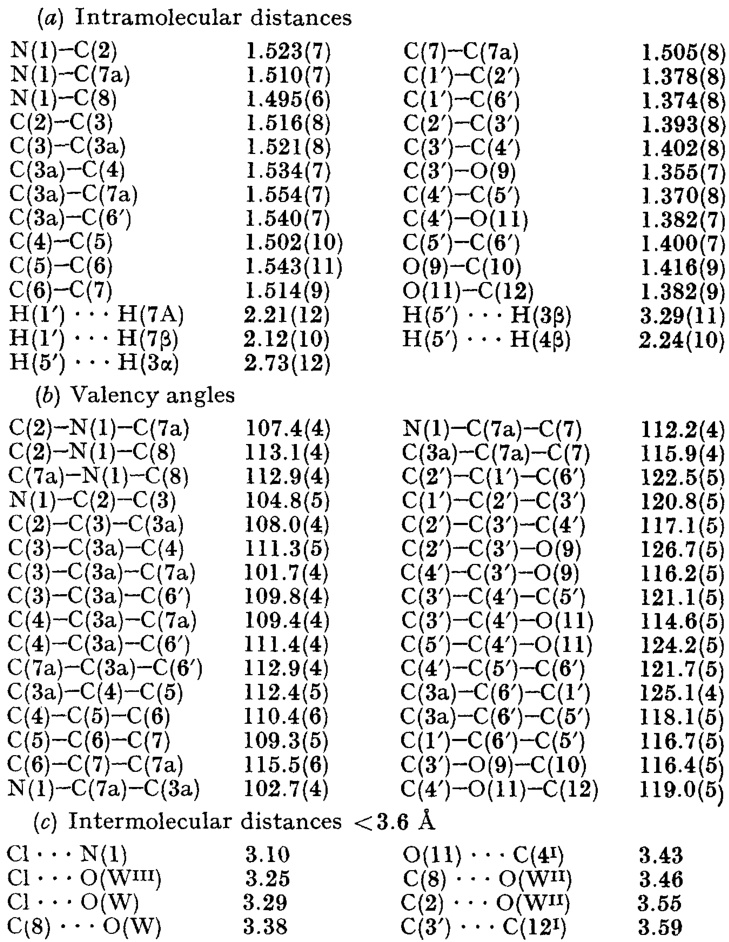 (a) Intramolecular distances
N(1)–C(2) 1.523(7) C(7)–C(7a) 1.505(8)
N(1)–C(7a) 1.510(7) C(1′)–C(2′) 1.378(8)
N(1)–C(8) 1.495(6) C(1′)–C(6′) 1.374(8)
C(2)–C(3) 1.516(8) C(2′)–C(3′) 1.393(8)
C(3)–C(3a) 1.521(8) C(3′)–C(4′) 1.402(8)
C(3a)–C(4) 1.534(7) C(3′)–O(9) 1.355(7)
C(3a)–C(7a) 1.554(7) C(4′)–C(5′) 1.370(8)
C(3a)–C(6′) 1.540(7) C(4′)–O(11) 1.382(7)
C(4)–C(5) 1.502(10) C(5′)–C(6′) 1.400(7)
C(5)–C(6) 1.543(11) O(9)–C(10) 1.416(9)
C(6)–C(7) 1.514(9) O(11)–C(12) 1.382(9)
H(1′) · · · H(7A) 2.21(12) H(5′) · · · H(3β) 3.29(11)
H(1′) · · · H(7β) 2.12(10) H(5′) · · · H(4β) 2.24(10)
H(5′) · · · H(3α) 2.73(12)
(b) Valency angles
C(2)–N(1)–C(7a) 107.4(4) N(1)–C(7a)–C(7) 112.2(4)
C(2)–N(1)–C(8) 113.1(4) C(3a)–C(7a)–C(7) 115.9(4)
C(7a)–N(1)–C(8) 112.9(4) C(2′)–C(1′)–C(6′) 122.5(5)
N(1)–C(2)–C(3) 104.8(5) C(1′)–C(2′)–C(3′) 120.8(5)
C(2)–C(3)–C(3a) 108.0(4) C(2′)–C(3′)–C(4′) 117.1(5)
C(3)–C(3a)–C(4) 111.3(5) C(2′)–C(3′)–O(9) 126.7(5)
C(3)–C(3a)–C(7a) 101.7(4) C(4′)–C(3′)–O(9) 116.2(5)
C(3)–C(3a)–C(6′) 109.8(4) C(3′)–C(4′)–C(5′) 121.1(5)
C(4)–C(3a)–C(7a) 109.4(4) C(3′)–C(4′)–O(11) 114.6(5)
C(4)–C(3a)–C(6′) 111.4(4) C(5′)–C(4′)–O(11) 124.2(5)
C(7a)–C(3a)–C(6′) 112.9(4) C(4′)–C(5′)–C(6′) 121.7(5)
C(3a)–C(4)–C(5) 112.4(5) C(3a)–C(6′)–C(1′) 125.1(4)
C(4)–C(5)–C(6) 110.4(6) C(3a)–C(6′)–C(5′) 118.1(5)
C(5)–C(6)–C(7) 109.3(5) C(1′)–C(6′)–C(5′) 116.7(5)
C(6)–C(7)–C(7a) 115.5(6) C(3′)–O(9)–C(10) 116.4(5)
N(1)–C(7a)–C(3a) 102.7(4) C(4′)–O(11)–C(12) 119.0(5)
(c) Intermolecular distances <3.6 Å
Cl · · · N(1) 3.10 O(11) · · · C(4ᴵ) 3.43
Cl · · · O(Wᴵᴵᴵ) 3.25 C(8) · · · O(Wᴵᴵ) 3.46
Cl · · · O(W) 3.29 C(2) · · · O(Wᴵᴵ) 3.55
C(8) · · · O(W) 3.38 C(3′) · · · C(12ᴵ) 3.59